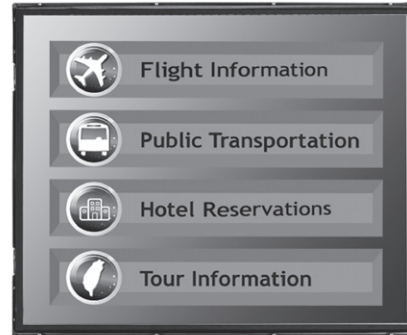 Flight Information
Public Transportation
Hotel Reservations
Tour Information